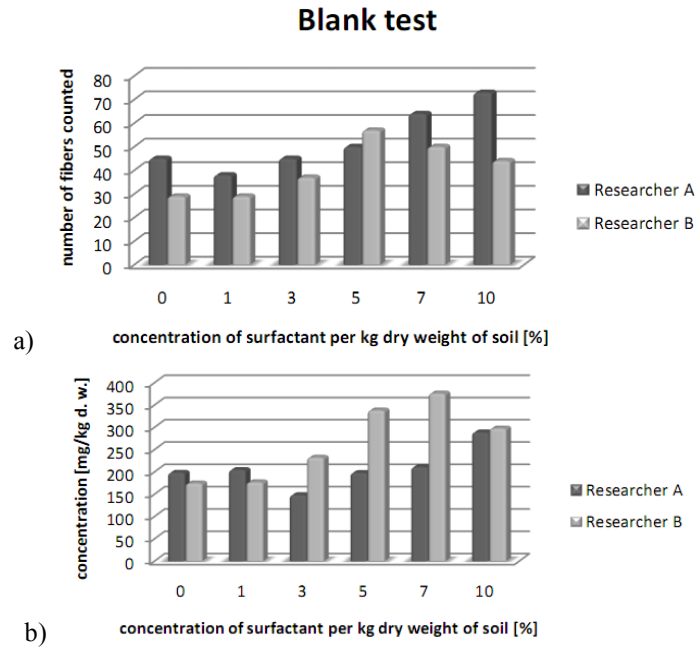 Blank test
number of fibers counted
80
70
60
50
40
30
20
10
0
0 1 3 5 7 10
concentration of surfactant per kg dry weight of soil [%]
Researcher A
Researcher B
a)
concentration [mg/kg d. w.]
400
350
300
250
200
150
100
50
0
0 1 3 5 7 10
concentration of surfactant per kg dry weight of soil [%]
Researcher A
Researcher B
b)